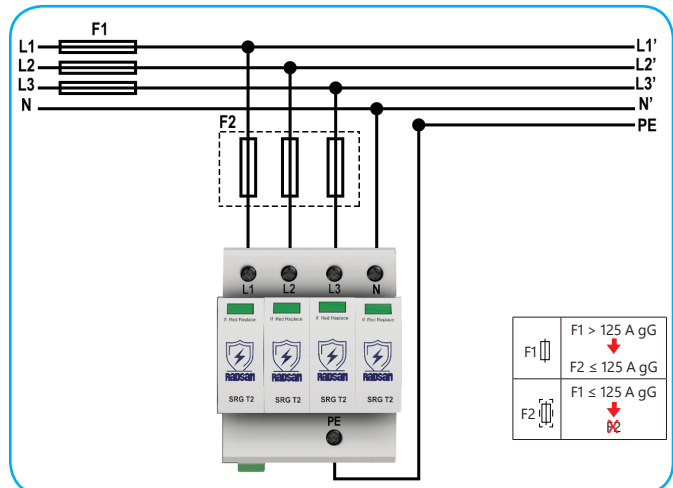 F1
L1 L1’
L2 L2’
L3 L3’
N N’
PE
F2
L1 L2 L3 N
If Red Replace If Red Replace If Red Replace If Red Replace
Radsan Radsan Radsan Radsan
SRG T2 SRG T2 SRG T2 SRG T2
PE
F1 F1 > 125 A gG
F2 ≤ 125 A gG
F2 F1 ≤ 125 A gG
F2